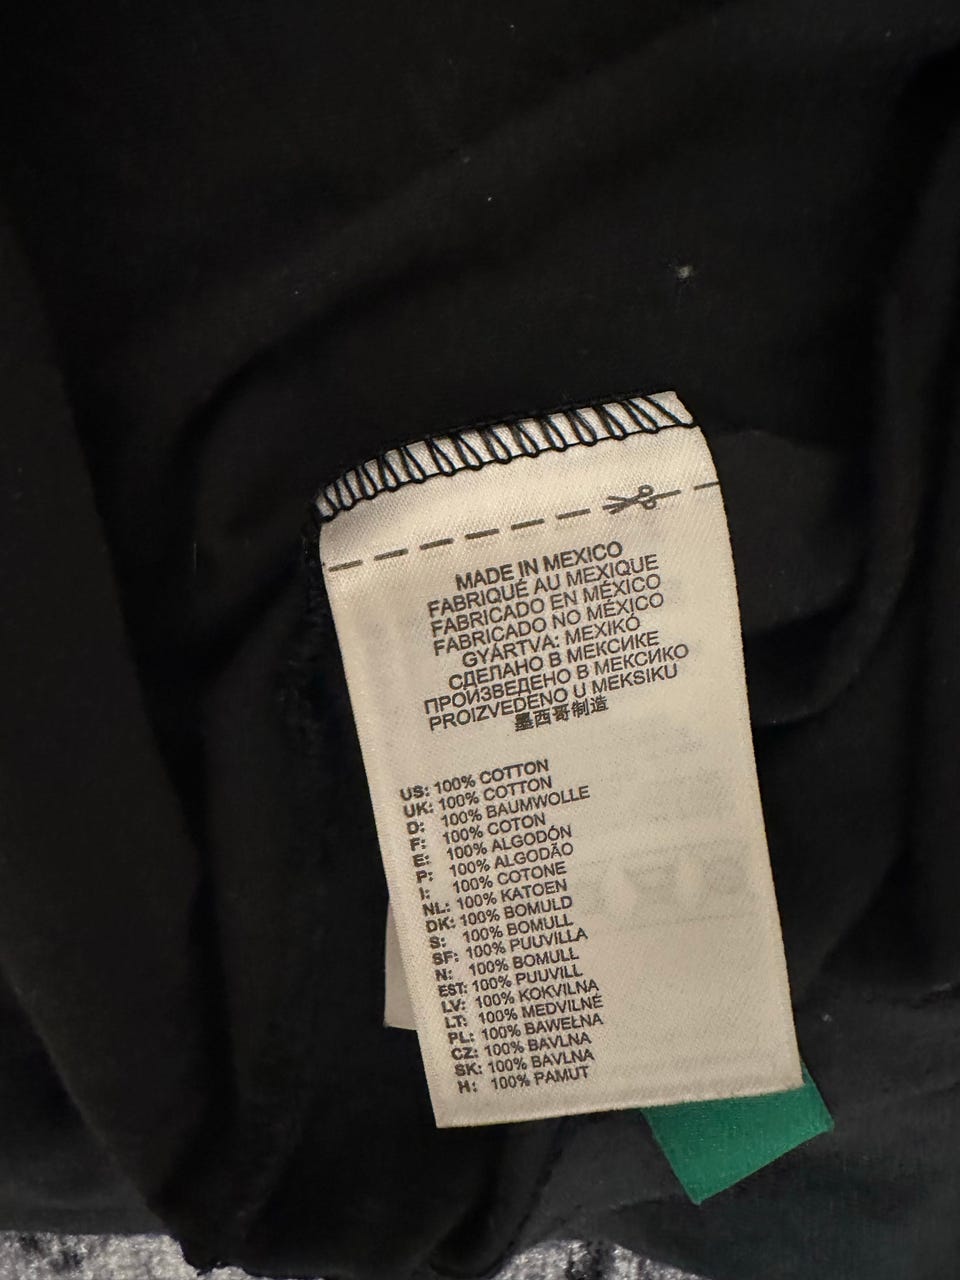 MADE IN MEXICO
FABRIQUÉ AU MEXIQUE
FABRICADO EN MÉXICO
FABRICADO NO MÉXICO
GYÁRTVA: MEXIKÓ
СДЕЛАНО В МЕКСИКЕ
ПРОИЗВЕДЕНО В МЕКСИКО
PROIZVEDENO U MEKSIKU
墨西哥制造
US: 100% COTTON
UK: 100% COTTON
D: 100% BAUMWOLLE
F: 100% COTON
E: 100% ALGODÓN
P: 100% ALGODÃO
I: 100% COTONE
NL: 100% KATOEN
DK: 100% BOMULD
S: 100% BOMULL
SF: 100% PUUVILLA
N: 100% BOMULL
EST: 100% PUUVILL
LV: 100% KOKVILNA
LT: 100% MEDVILNĖ
PL: 100% BAWEŁNA
CZ: 100% BAVLNA
SK: 100% BAVLNA
H: 100% PAMUT